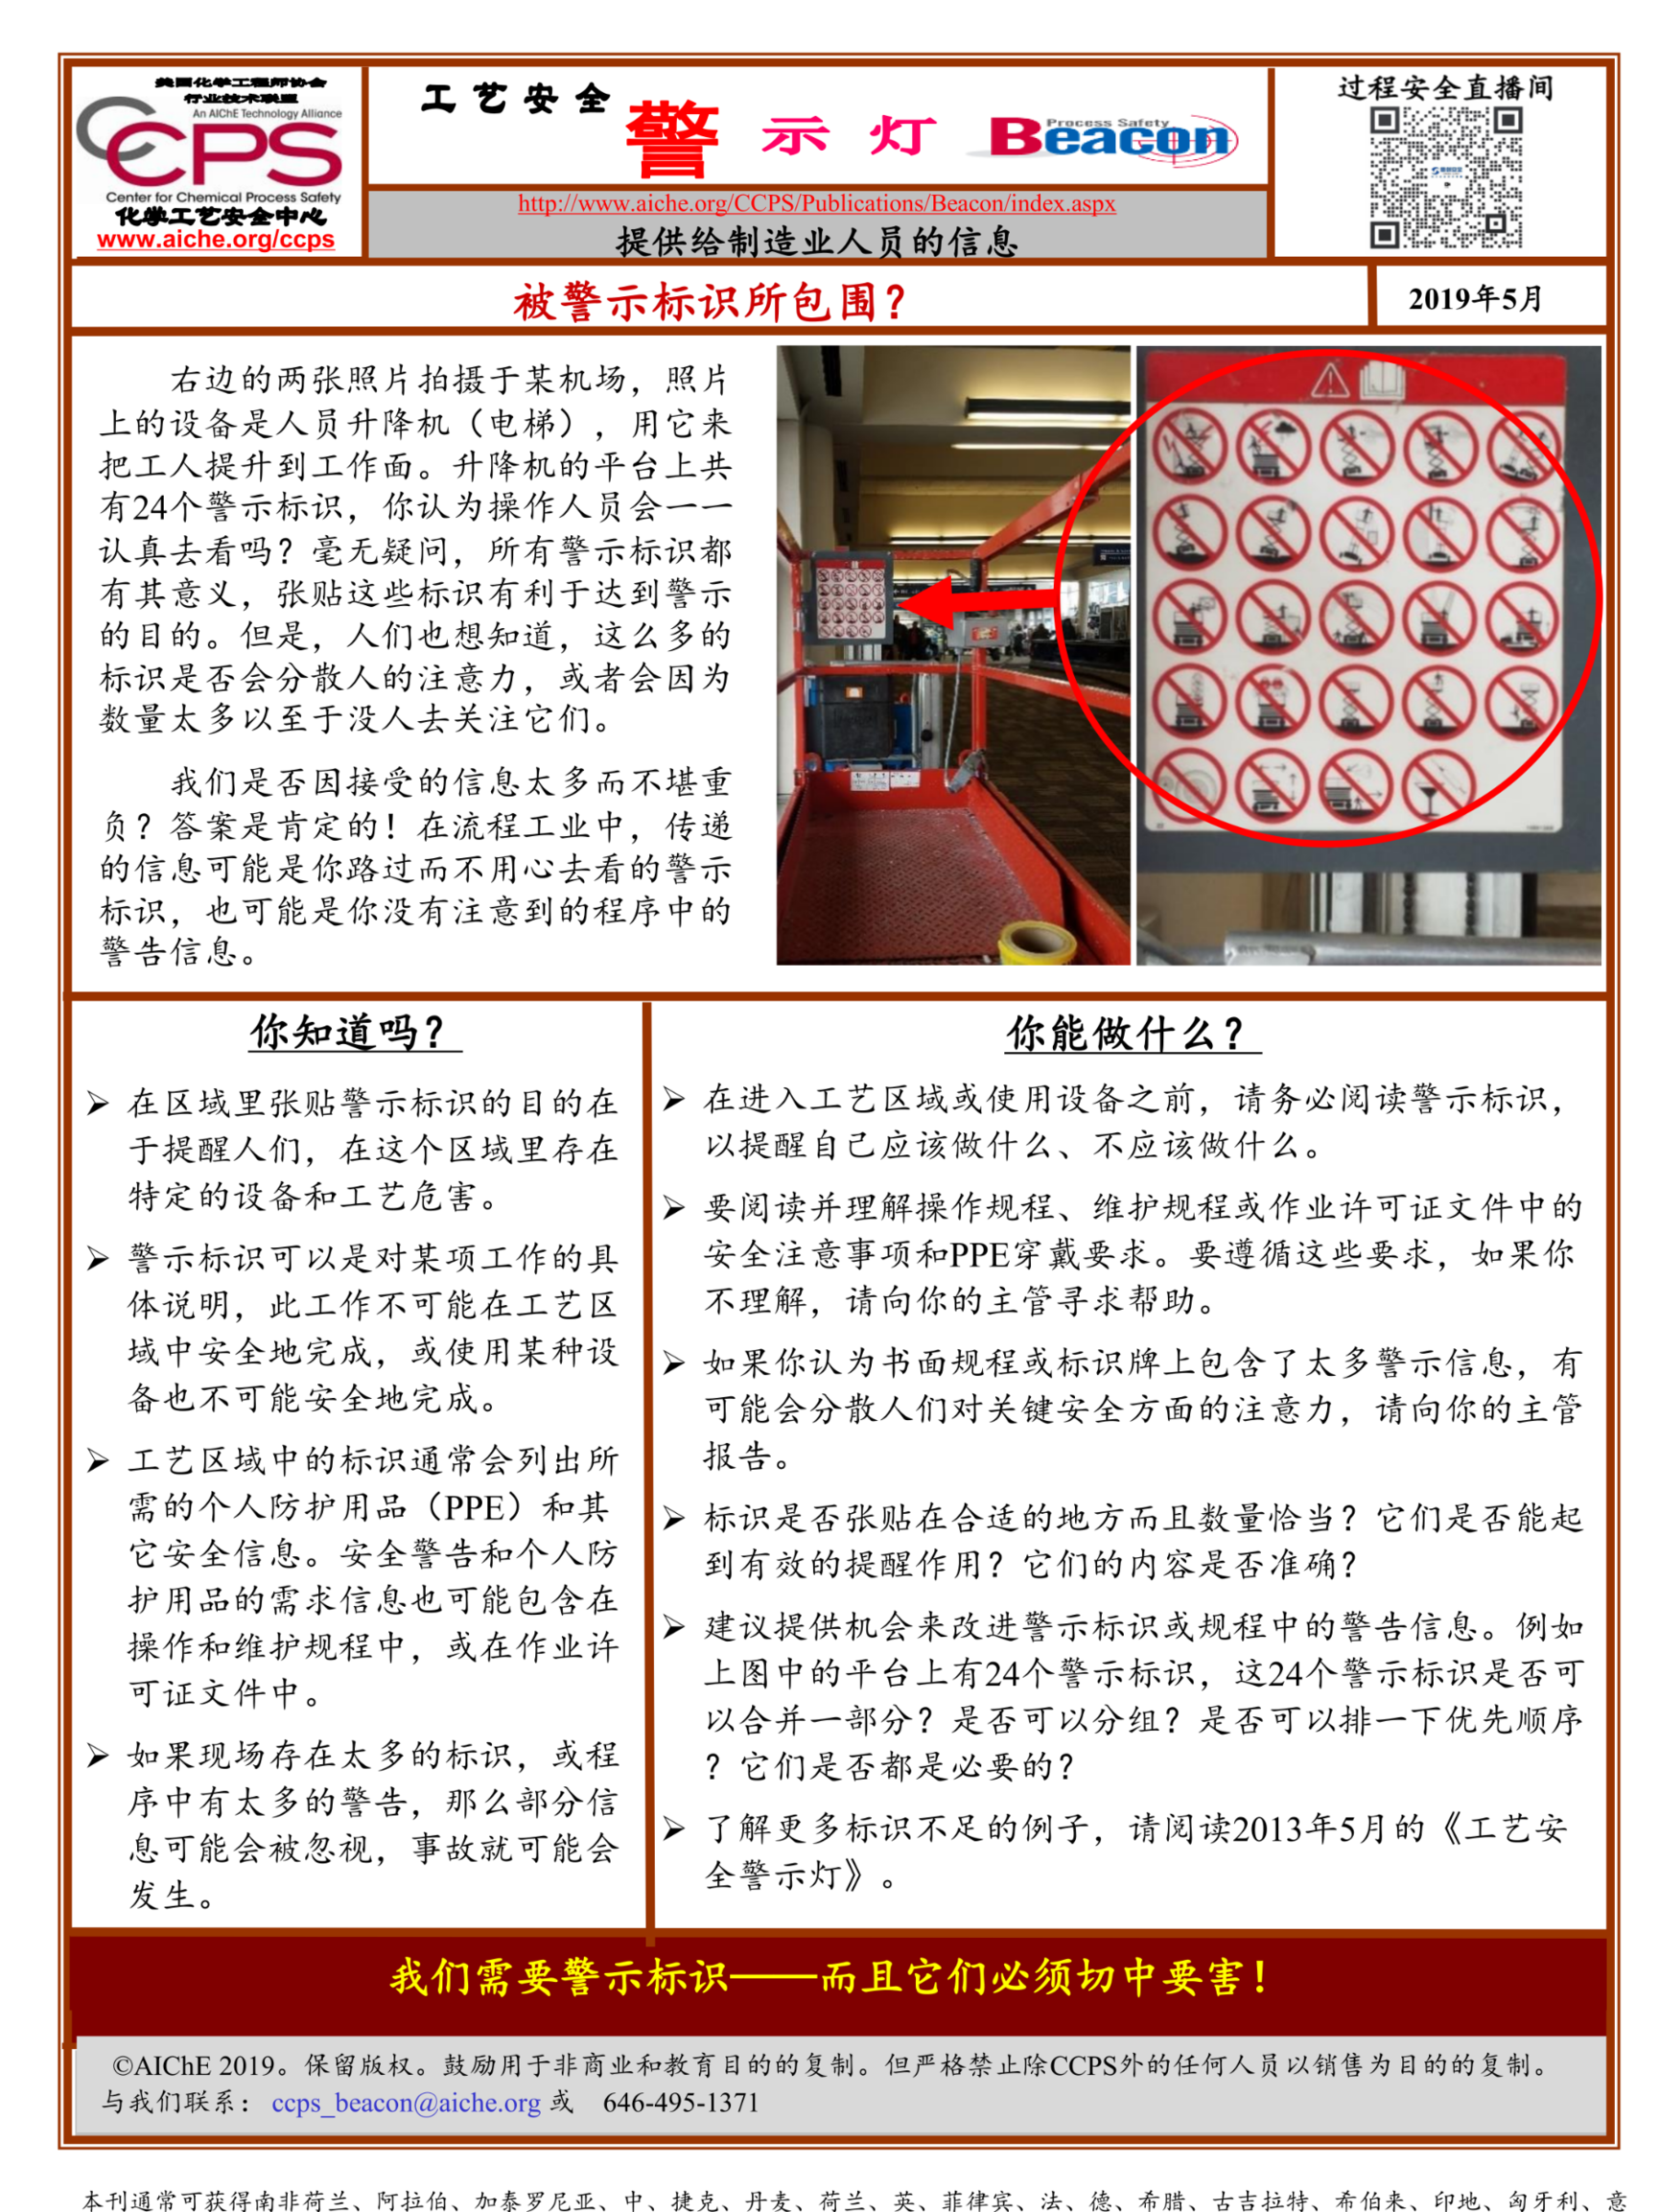 美国化学工程师协会
行业技术联盟
An AIChE Technology Alliance
CCPS
Center for Chemical Process Safety
化学工艺安全中心
www.aiche.org/ccps
工艺安全
警示灯
Process Safety
Beacon
http://www.aiche.org/CCPS/Publications/Beacon/index.aspx
提供给制造业人员的信息
过程安全直播间
被警示标识所包围？
2019年5月
右边的两张照片拍摄于某机场，照片
上的设备是人员升降机（电梯），用它来
把工人提升到工作面。升降机的平台上共
有24个警示标识，你认为操作人员会一一
认真去看吗？毫无疑问，所有警示标识都
有其意义，张贴这些标识有利于达到警示
的目的。但是，人们也想知道，这么多的
标识是否会分散人的注意力，或者会因为
数量太多以至于没人去关注它们。
我们是否因接受的信息太多而不堪重
负？答案是肯定的！在流程工业中，传递
的信息可能是你路过而不用心去看的警示
标识，也可能是你没有注意到的程序中的
警告信息。
你知道吗？
➢ 在区域里张贴警示标识的目的在
于提醒人们，在这个区域里存在
特定的设备和工艺危害。
➢ 警示标识可以是对某项工作的具
体说明，此工作不可能在工艺区
域中安全地完成，或使用某种设
备也不可能安全地完成。
➢ 工艺区域中的标识通常会列出所
需的个人防护用品（PPE）和其
它安全信息。安全警告和个人防
护用品的需求信息也可能包含在
操作和维护规程中，或在作业许
可证文件中。
➢ 如果现场存在太多的标识，或程
序中有太多的警告，那么部分信
息可能会被忽视，事故就可能会
发生。
你能做什么？
➢ 在进入工艺区域或使用设备之前，请务必阅读警示标识，
以提醒自己应该做什么、不应该做什么。
➢ 要阅读并理解操作规程、维护规程或作业许可证文件中的
安全注意事项和PPE穿戴要求。要遵循这些要求，如果你
不理解，请向你的主管寻求帮助。
➢ 如果你认为书面规程或标识牌上包含了太多警示信息，有
可能会分散人们对关键安全方面的注意力，请向你的主管
报告。
➢ 标识是否张贴在合适的地方而且数量恰当？它们是否能起
到有效的提醒作用？它们的内容是否准确？
➢ 建议提供机会来改进警示标识或规程中的警告信息。例如
上图中的平台上有24个警示标识，这24个警示标识是否可
以合并一部分？是否可以分组？是否可以排一下优先顺序
？它们是否都是必要的？
➢ 了解更多标识不足的例子，请阅读2013年5月的《工艺安
全警示灯》。
我们需要警示标识——而且它们必须切中要害！
©AIChE 2019。保留版权。鼓励用于非商业和教育目的的复制。但严格禁止除CCPS外的任何人员以销售为目的的复制。
与我们联系： ccps_beacon@aiche.org 或 646-495-1371
本刊通常可获得南非荷兰、阿拉伯、加泰罗尼亚、中、捷克、丹麦、荷兰、英、菲律宾、法、德、希腊、古吉拉特、希伯来、印地、匈牙利、意